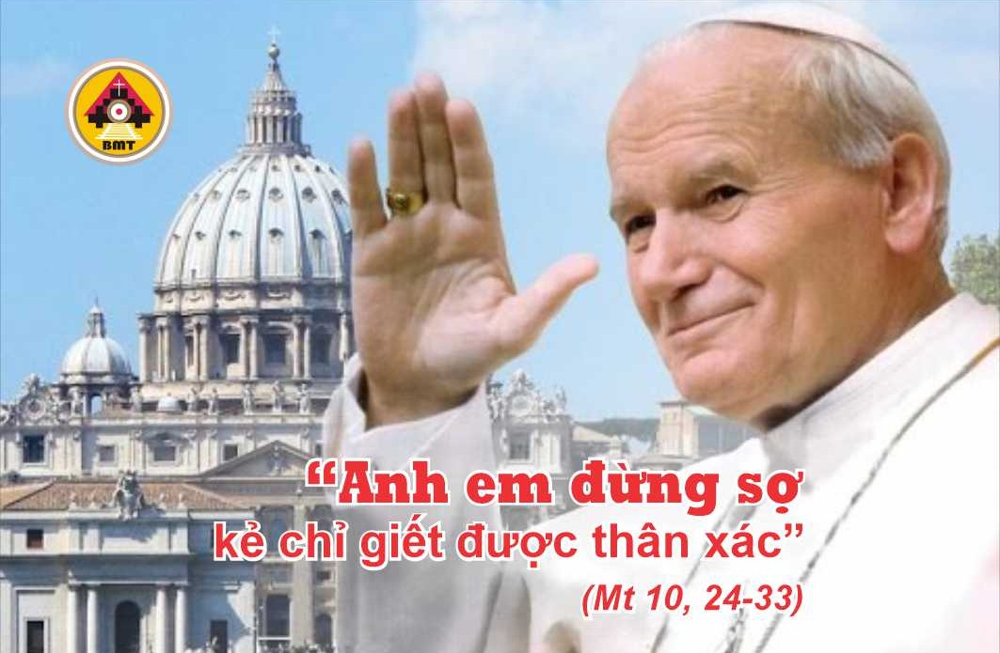 BMT
“Anh em đừng sợ
kẻ chỉ giết được thân xác”
(Mt 10, 24-33)